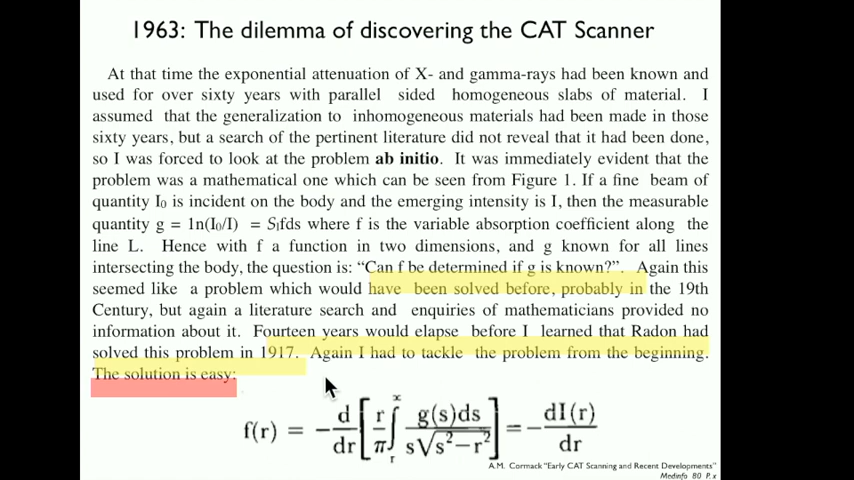 1963: The dilemma of discovering the CAT Scanner
At that time the exponential attenuation of X- and gamma-rays had been known and
used for over sixty years with parallel sided homogeneous slabs of material. I
assumed that the generalization to inhomogeneous materials had been made in those
sixty years, but a search of the pertinent literature did not reveal that it had been done,
so I was forced to look at the problem ab initio. It was immediately evident that the
problem was a mathematical one which can be seen from Figure 1. If a fine beam of
quantity I₀ is incident on the body and the emerging intensity is I, then the measurable
quantity g = ln(I₀/I) = Sₗfds where f is the variable absorption coefficient along the
line L. Hence with f a function in two dimensions, and g known for all lines
intersecting the body, the question is: “Can f be determined if g is known?”. Again this
seemed like a problem which would have been solved before, probably in the 19th
Century, but again a literature search and enquiries of mathematicians provided no
information about it. Fourteen years would elapse before I learned that Radon had
solved this problem in 1917. Again I had to tackle the problem from the beginning.
The solution is easy:
f(r) = -d/dr[r/π ∫ᵣˣ g(s)ds/(s√(s²-r²))] = -dI(r)/dr
A.M. Cormack "Early CAT Scanning and Recent Developments"
Medinfo 80 P. x